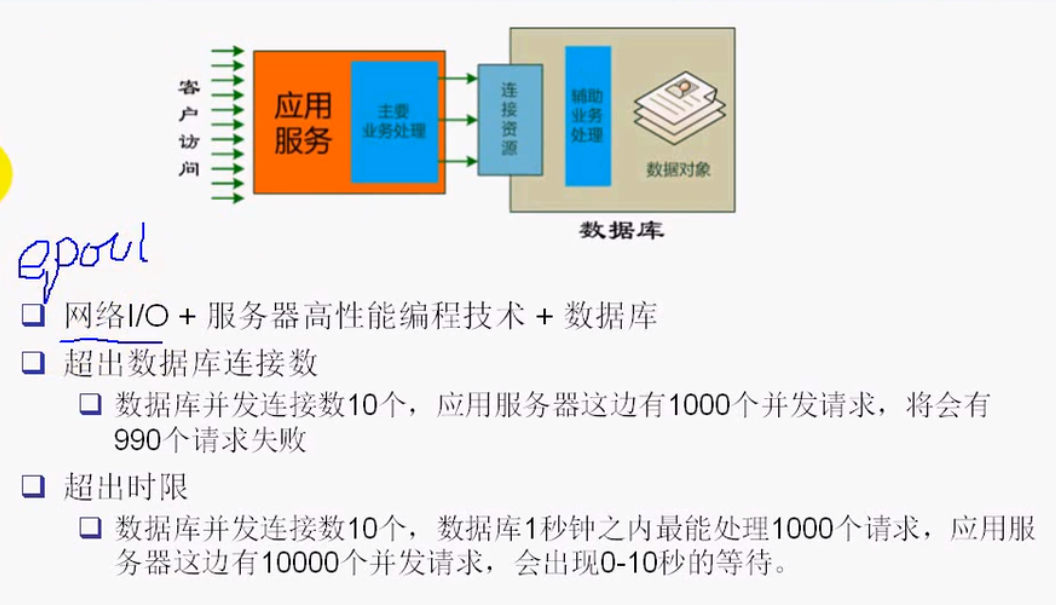 客户访问
应用
服务
主要
业务处理
连接资源
辅助
业务
处理
数据对象
数据库
epoll
网络I/O + 服务器高性能编程技术 + 数据库
超出数据库连接数
数据库并发连接数10个，应用服务器这边有1000个并发请求，将会有
990个请求失败
超出时限
数据库并发连接数10个，数据库1秒钟之内最能处理1000个请求，应用服
务器这边有10000个并发请求，会出现0-10秒的等待。